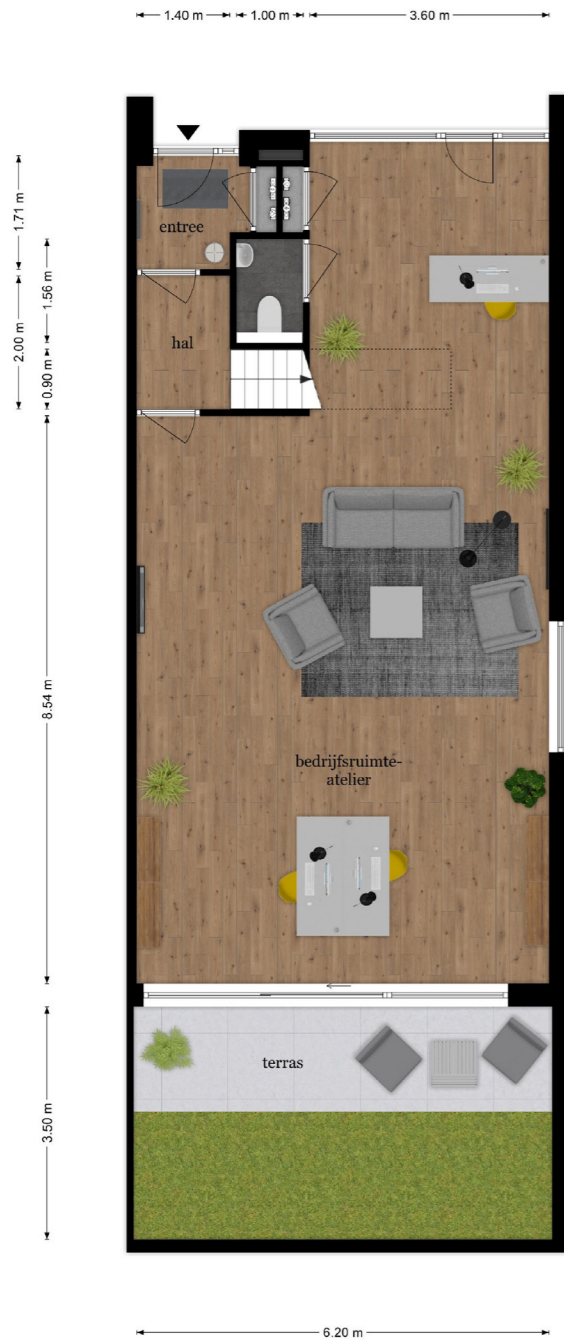 1.40 m
1.00 m
3.60 m
1.71 m
entree
1.56 m
2.00 m
hal
0.90 m
8.54 m
bedrijfsruimte-
atelier
terras
3.50 m
6.20 m